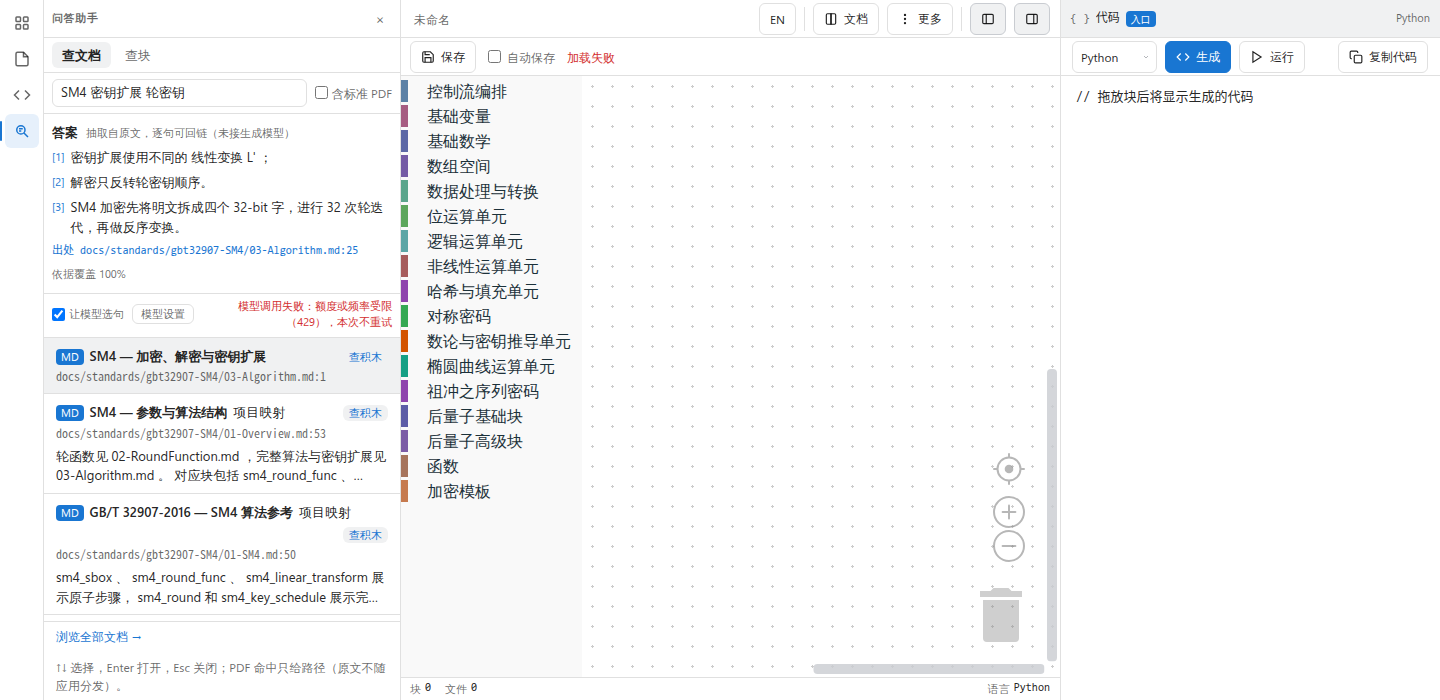 问答助手 ×
查文档 查块
SM4 密钥扩展 轮密钥
含标准 PDF
答案 抽取自原文，逐句可回链（未接生成模型）
[1] 密钥扩展使用不同的 线性变换 L' ；
[2] 解密只反转轮密钥顺序。
[3] SM4 加密先将明文拆成四个 32-bit 字，进行 32 次轮迭
代，再做反序变换。
出处 docs/standards/gbt32907-SM4/03-Algorithm.md:25
依据覆盖 100%
让模型选句 模型设置
模型调用失败：额度或频率受限
（429），本次不重试
MD SM4 — 加密、解密与密钥扩展 查积木
docs/standards/gbt32907-SM4/03-Algorithm.md:1
MD SM4 — 参数与算法结构 项目映射 查积木
docs/standards/gbt32907-SM4/01-Overview.md:53
轮函数见 02-RoundFunction.md ，完整算法与密钥扩展见
03-Algorithm.md 。 对应块包括 sm4_round_func 、...
MD GB/T 32907-2016 — SM4 算法参考 项目映射
查积木
docs/standards/gbt32907-SM4/01-SM4.md:50
sm4_sbox 、 sm4_round_func 、 sm4_linear_transform 展
示原子步骤， sm4_round 和 sm4_key_schedule 展示完...
浏览全部文档 →
↑↓ 选择，Enter 打开，Esc 关闭；PDF 命中只给路径（原文不随
应用分发）。
未命名
EN 文档 更多
保存 自动保存 加载失败
控制流编排
基础变量
基础数学
数组空间
数据处理与转换
位运算单元
逻辑运算单元
非线性运算单元
哈希与填充单元
对称密码
数论与密钥推导单元
椭圆曲线运算单元
祖冲之序列密码
后量子基础块
后量子高级块
函数
加密模板
块 0 文件 0
语言 Python
{ } 代码 入口 Python
Python 生成 运行 复制代码
// 拖放块后将显示生成的代码